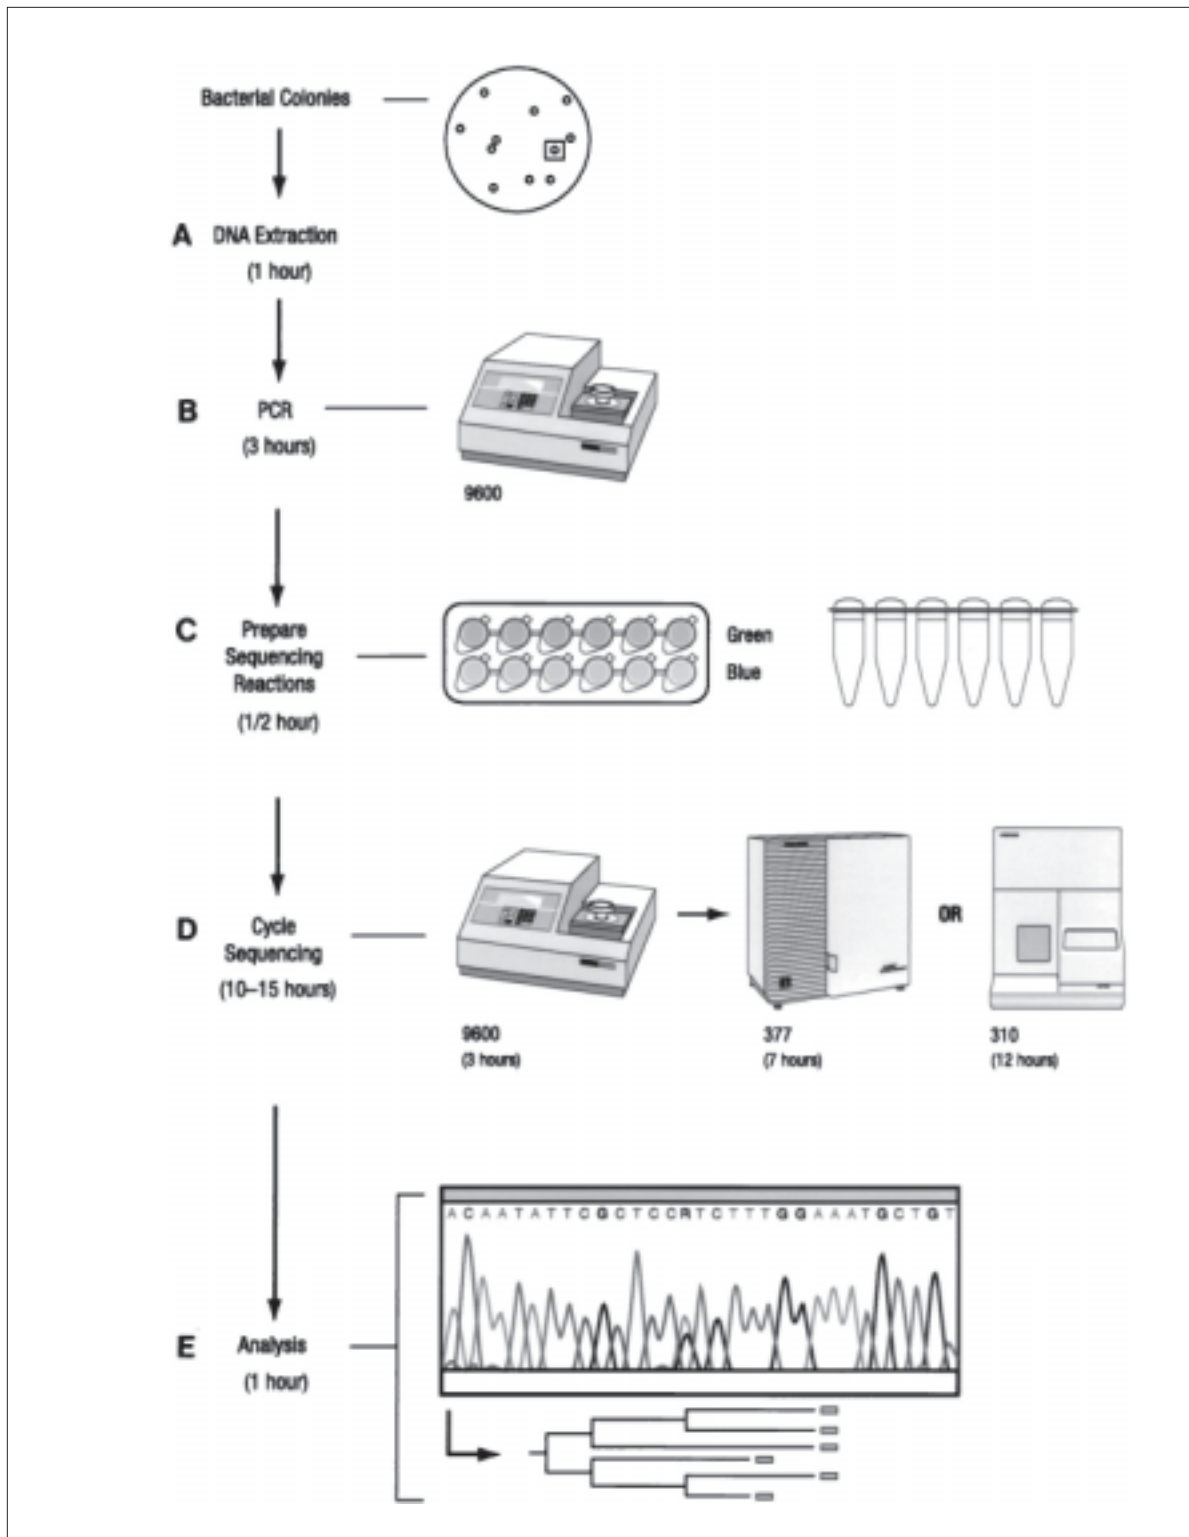 Bacterial Colonies
A DNA Extraction
(1 hour)
B PCR
(3 hours)
9600
C Prepare
Sequencing
Reactions
(1/2 hour)
Green
Blue
D Cycle
Sequencing
(10–15 hours)
9600
(3 hours)
377
(7 hours)
OR
310
(12 hours)
A C A A T A T T C G C T C C R T C T T T G G A A A T G C T G T
E Analysis
(1 hour)